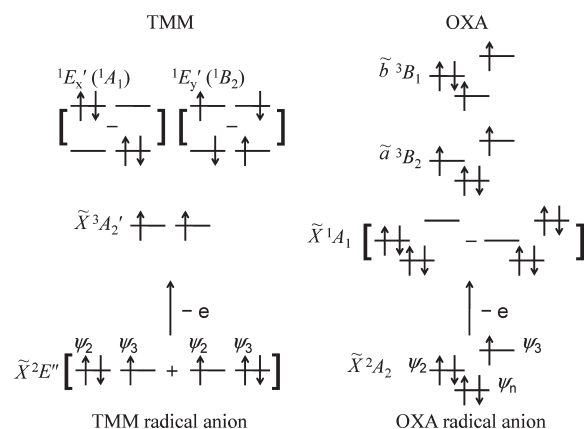 TMM
OXA
¹Eₓ′ (¹A₁)
¹Eᵧ′ (¹B₂)
b̃ ³B₁
[ – ] [ – ]
ã ³B₂
X̃ ³A₂′
X̃ ¹A₁ [ – ]
– e
– e
ψ₂ ψ₃ ψ₂ ψ₃
X̃ ²E″ [ + ]
X̃ ²A₂ ψ₂ ψ₃
ψₙ
TMM radical anion
OXA radical anion